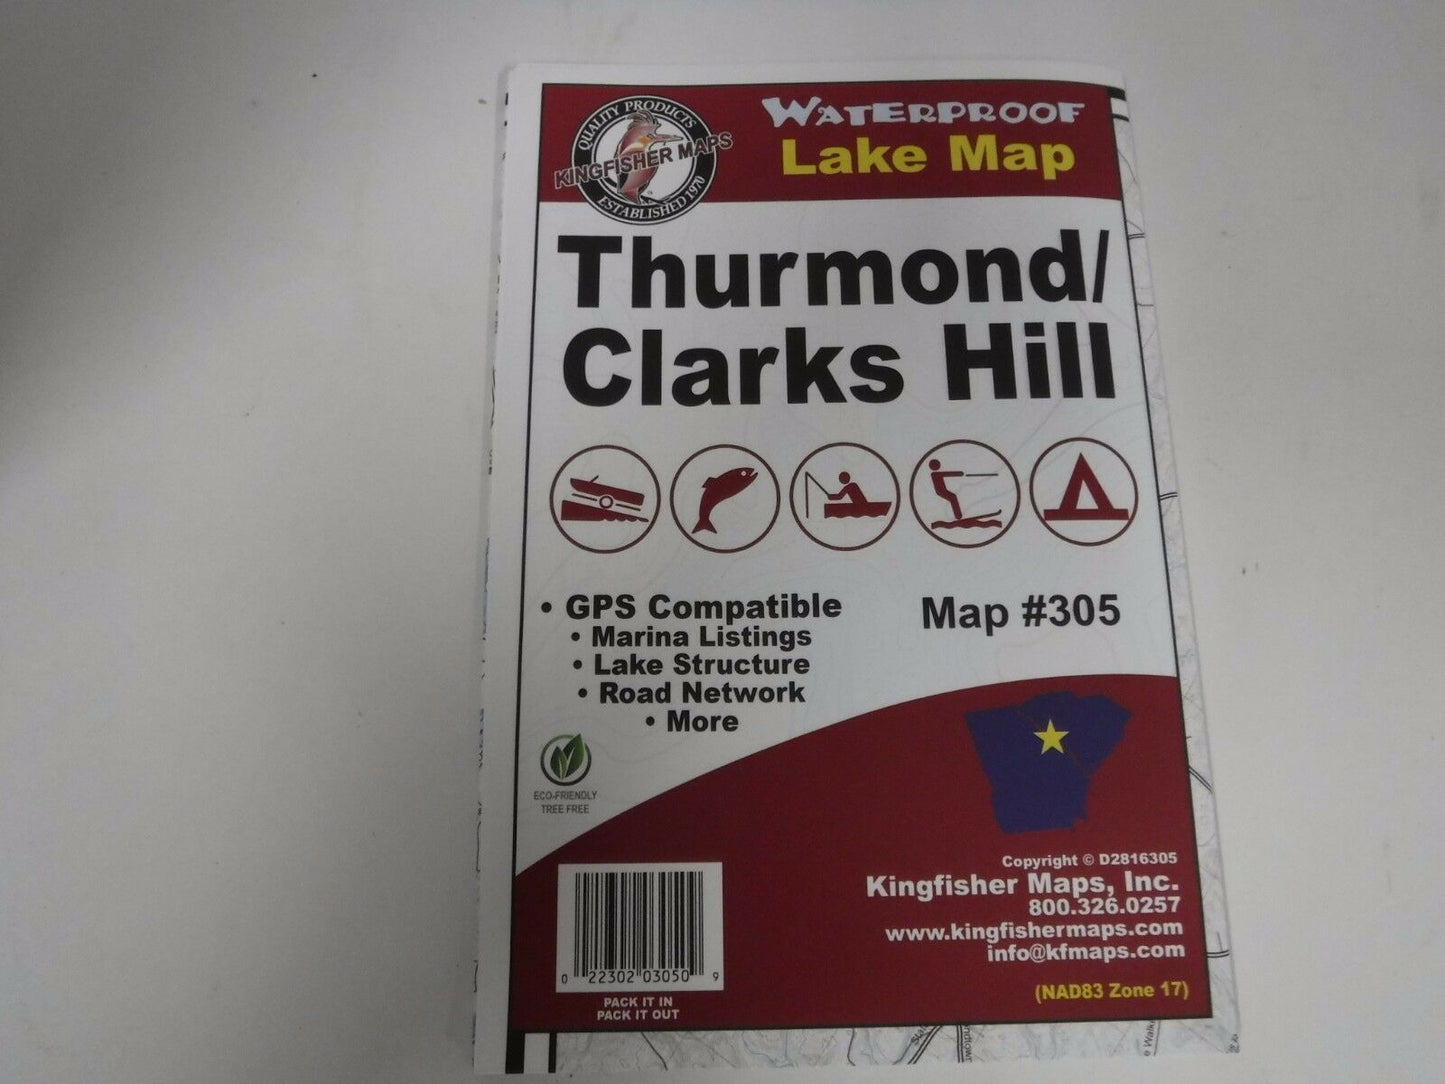 QUALITY PRODUCTS
KINGFISHER MAPS
ESTABLISHED 1970
WATERPROOF
Lake Map
Thurmond/
Clarks Hill
• GPS Compatible
• Marina Listings
• Lake Structure
• Road Network
• More
Map #305
ECO-FRIENDLY
TREE FREE
Copyright © D2816305
Kingfisher Maps, Inc.
800.326.0257
www.kingfishermaps.com
info@kfmaps.com
(NAD83 Zone 17)
0 22302 03050 9
PACK IT IN
PACK IT OUT